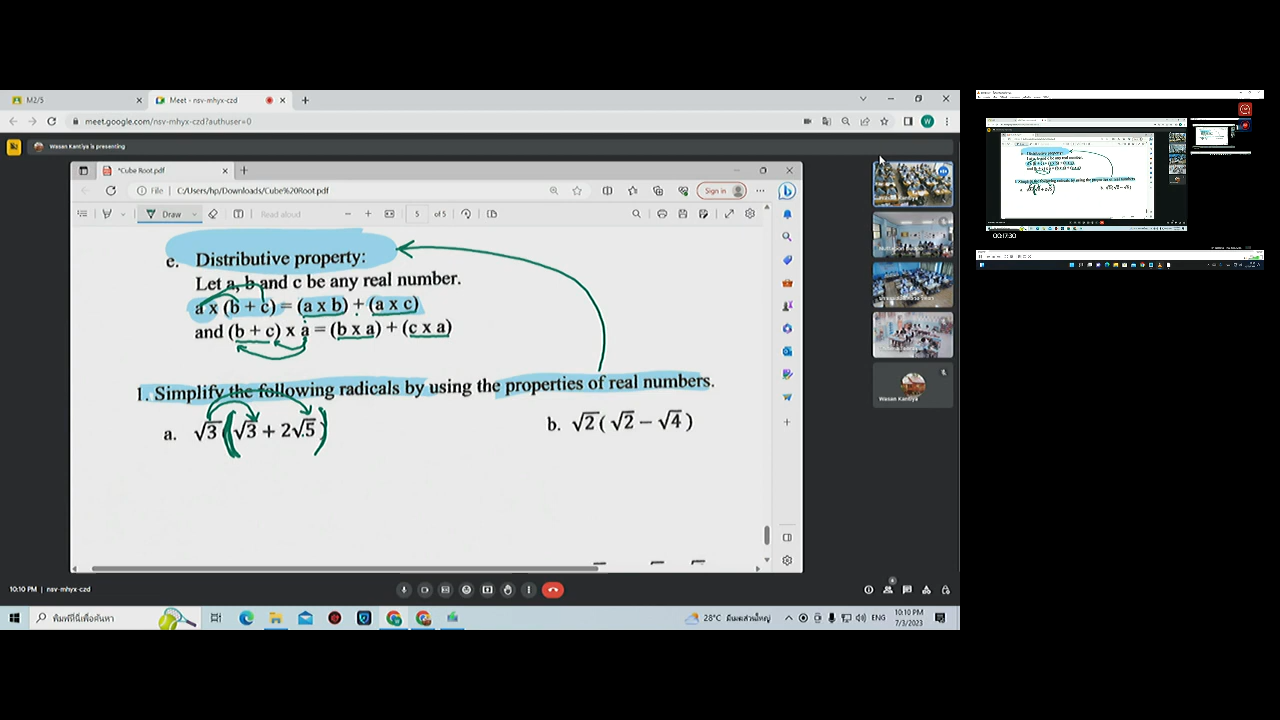 M2/5
Meet - nsv-mhyx-czd
meet.google.com/nsv-mhyx-czd?authuser=0
Wasan Kantiya is presenting
*Cube Root.pdf
File
C:/Users/hp/Downloads/Cube%20Root.pdf
Sign in
Draw
Read aloud
5
of 5
e. Distributive property:
Let a, b and c be any real number.
a x (b + c) = (a x b) + (a x c)
and (b + c) x a = (b x a) + (c x a)
1. Simplify the following radicals by using the properties of real numbers.
a. √3(√3 + 2√5)
b. √2(√2 − √4)
Wasan Kantiya
10:10 PM | nsv-mhyx-czd
พิมพ์ที่นี่เพื่อค้นหา
28°C มีเมฆส่วนใหญ่
ENG
10:10 PM
7/3/2023
00:17:30